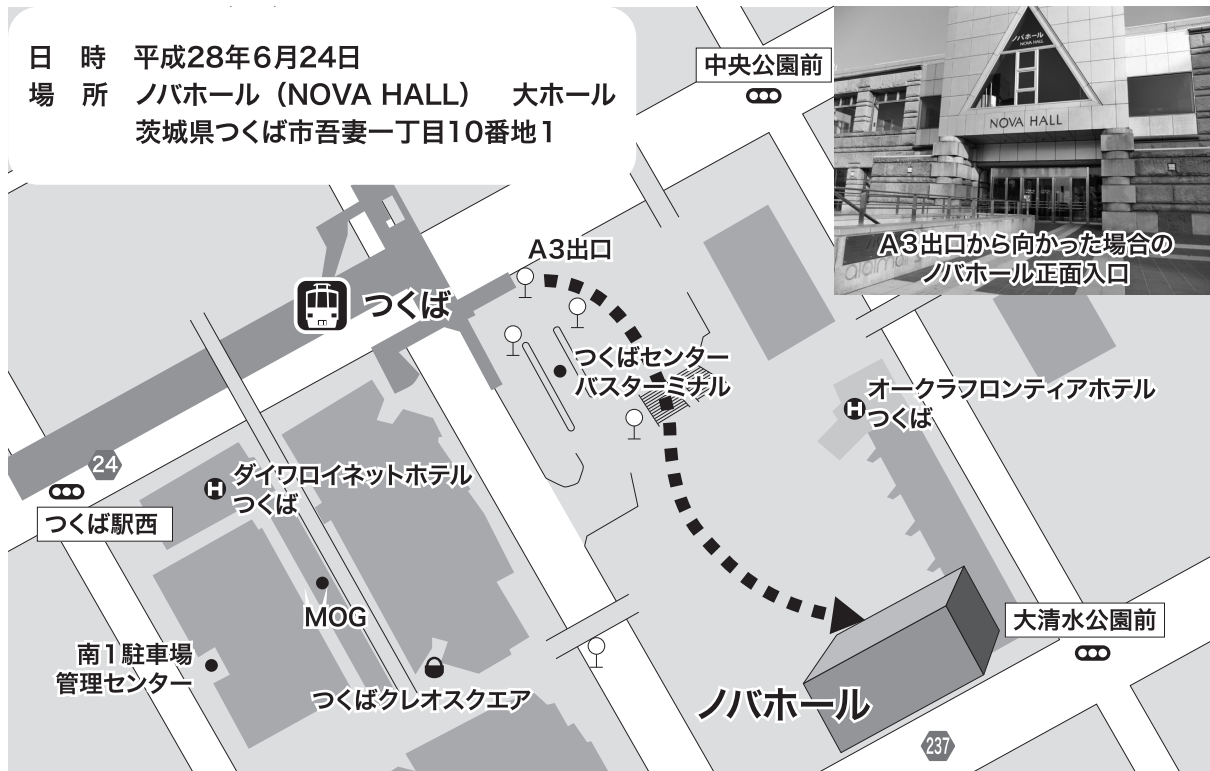 日　時　平成28年6月24日
場　所　ノバホール（NOVA HALL）　大ホール
茨城県つくば市吾妻一丁目10番地1
中央公園前
ノバホール
NOVA HALL
NOVA HALL
A3出口から向かった場合の
ノバホール正面入口
A3出口
つくば
つくばセンター
バスターミナル
オークラフロンティアホテル
つくば
24
H
H
ダイワロイネットホテル
つくば
つくば駅西
MOG
大清水公園前
南1駐車場
管理センター
つくばクレオスクエア
ノバホール
237